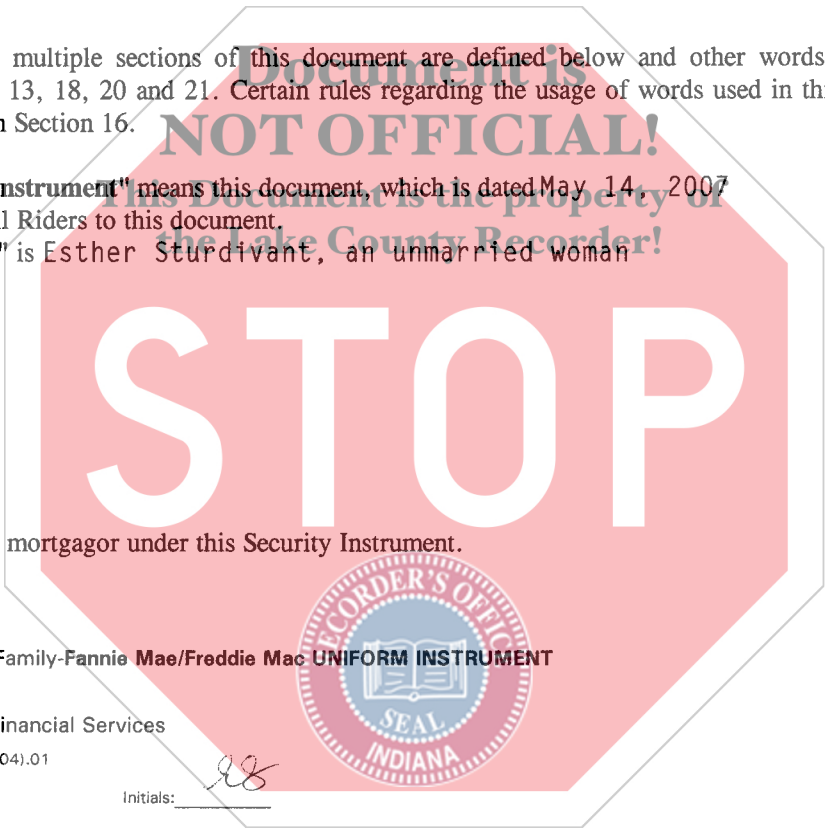 multiple sections of this document are defined below and other words
13, 18, 20 and 21. Certain rules regarding the usage of words used in thi
n Section 16.
nstrument" means this document, which is dated May 14, 2007
l Riders to this document.
" is Esther Sturdivant, an unmarried woman
mortgagor under this Security Instrument.
Family-Fannie Mae/Freddie Mac UNIFORM INSTRUMENT
inancial Services
04).01
Initials: ES
Document is
NOT OFFICIAL!
This Document is the property of
the Lake County Recorder!
STOP
RECORDER'S OFFICE
SEAL
INDIANA